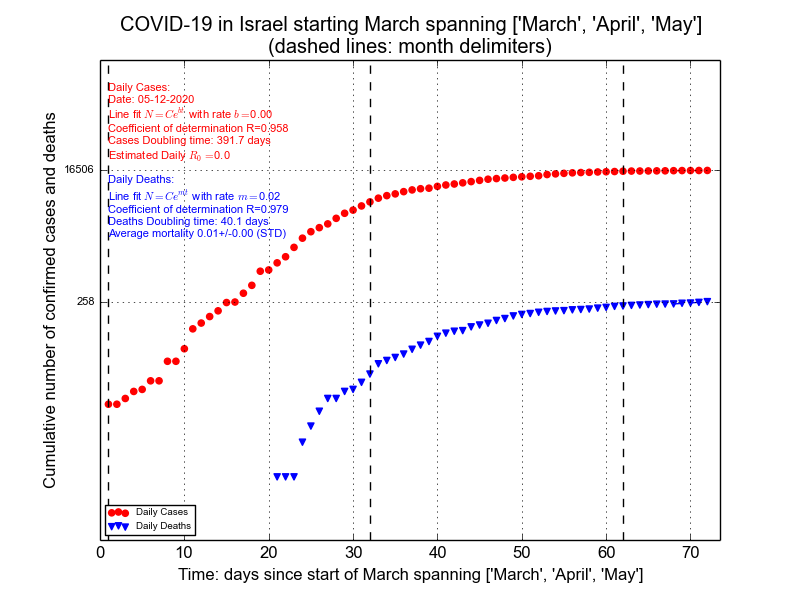 COVID-19 in Israel starting March spanning ['March', 'April', 'May']
(dashed lines: month delimiters)
Daily Cases:
Date: 05-12-2020
Line fit N = Ce^{bt}: with rate b =0.00
Coefficient of determination R=0.958
Cases Doubling time: 391.7 days
Estimated Daily R_0 =0.0
Daily Deaths:
Line fit N = Ce^{mt}: with rate m =0.02
Coefficient of determination R=0.979
Deaths Doubling time: 40.1 days
Average mortality 0.01+/-0.00 (STD)
16506
258
Cumulative number of confirmed cases and deaths
Daily Cases
Daily Deaths
0 10 20 30 40 50 60 70
Time: days since start of March spanning ['March', 'April', 'May']